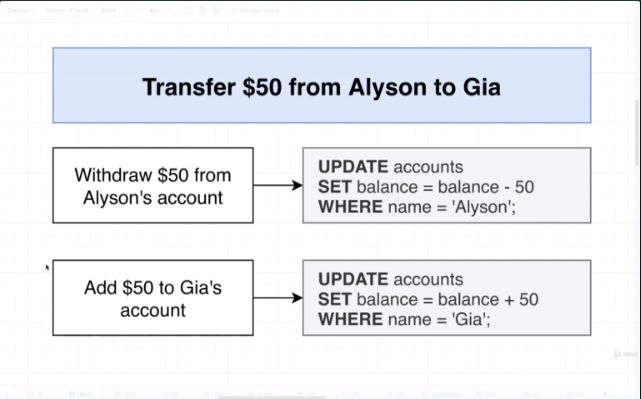 Transfer $50 from Alyson to Gia
Withdraw $50 from
Alyson's account
UPDATE accounts
SET balance = balance - 50
WHERE name = 'Alyson';
Add $50 to Gia's
account
UPDATE accounts
SET balance = balance + 50
WHERE name = 'Gia';